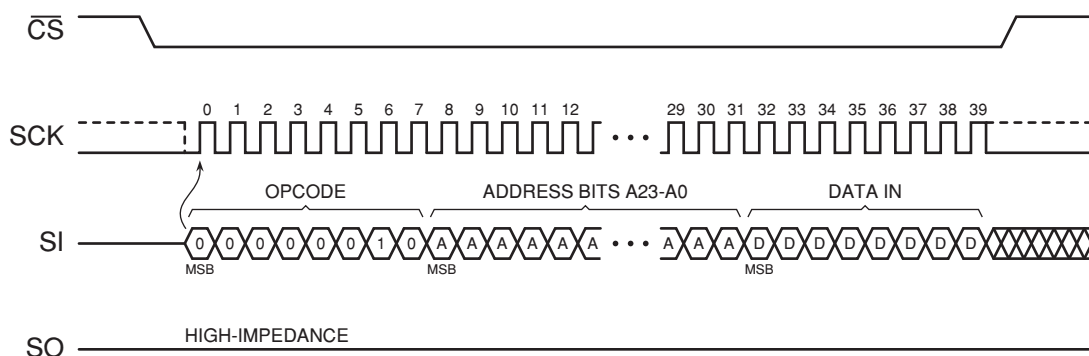 CS
0 1 2 3 4 5 6 7 8 9 10 11 12 29 30 31 32 33 34 35 36 37 38 39
SCK
OPCODE ADDRESS BITS A23-A0 DATA IN
SI 0 0 0 0 0 0 1 0 A A A A A A A A A D D D D D D D D
MSB MSB MSB
HIGH-IMPEDANCE
SO